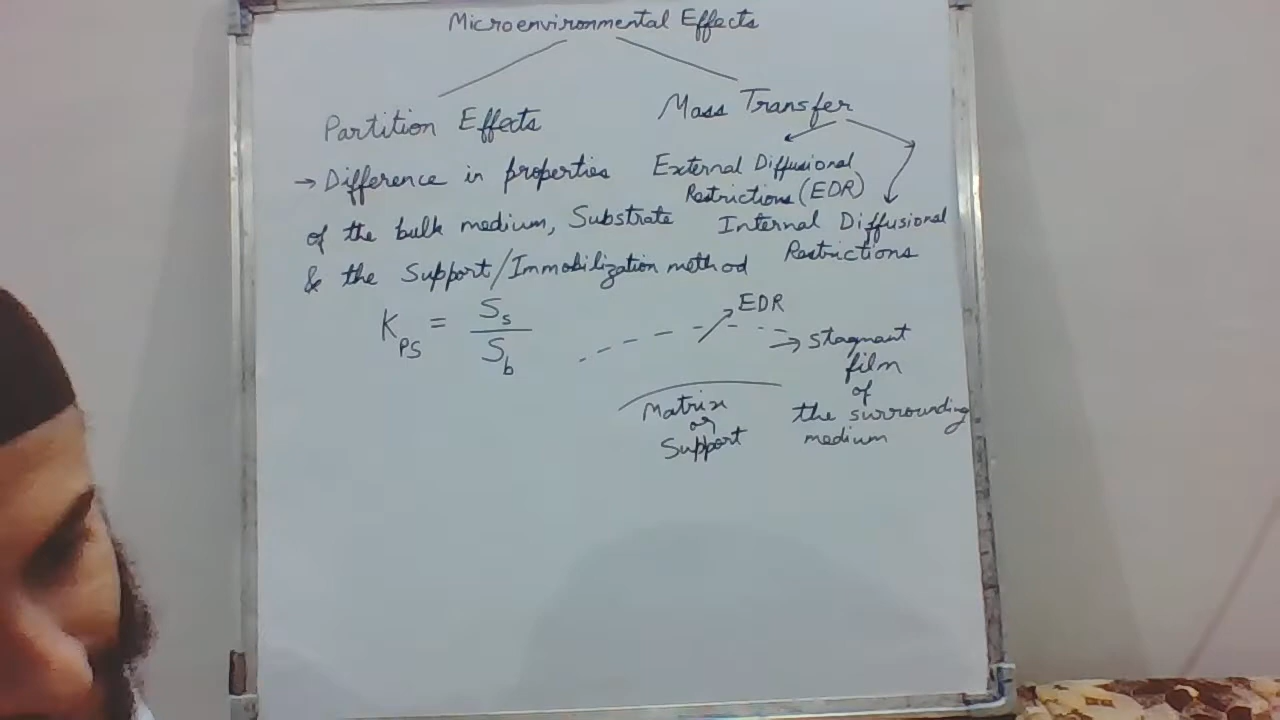 Microenvironmental Effects
Partition Effects
→ Difference in properties
of the bulk medium, Substrate
& the Support/Immobilization method
K_PS = S_s / S_b
Mass Transfer
External Diffusional
Restrictions (EDR)
Internal Diffusional
Restrictions
EDR
→ Stagnant
film
of
the surrounding
medium
Matrix
or
Support